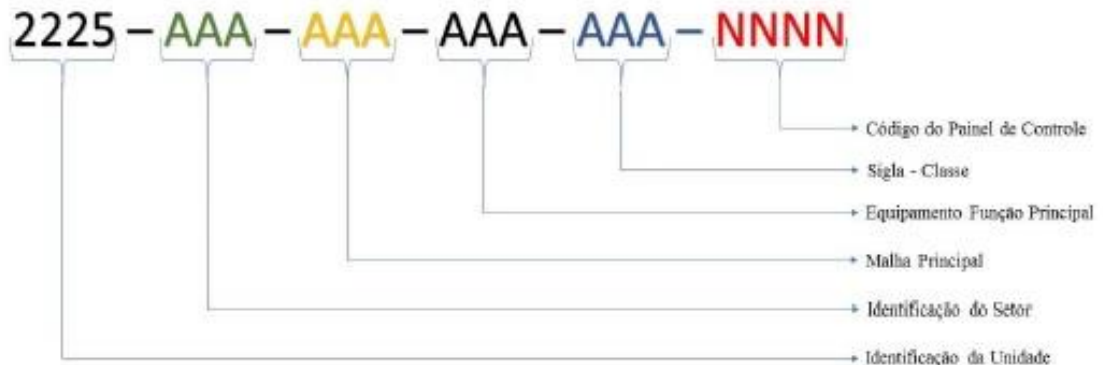 2225 – AAA – AAA – AAA – AAA – NNNN
Código do Painel de Controle
Sigla - Classe
Equipamento Função Principal
Malha Principal
Identificação do Setor
Identificação da Unidade